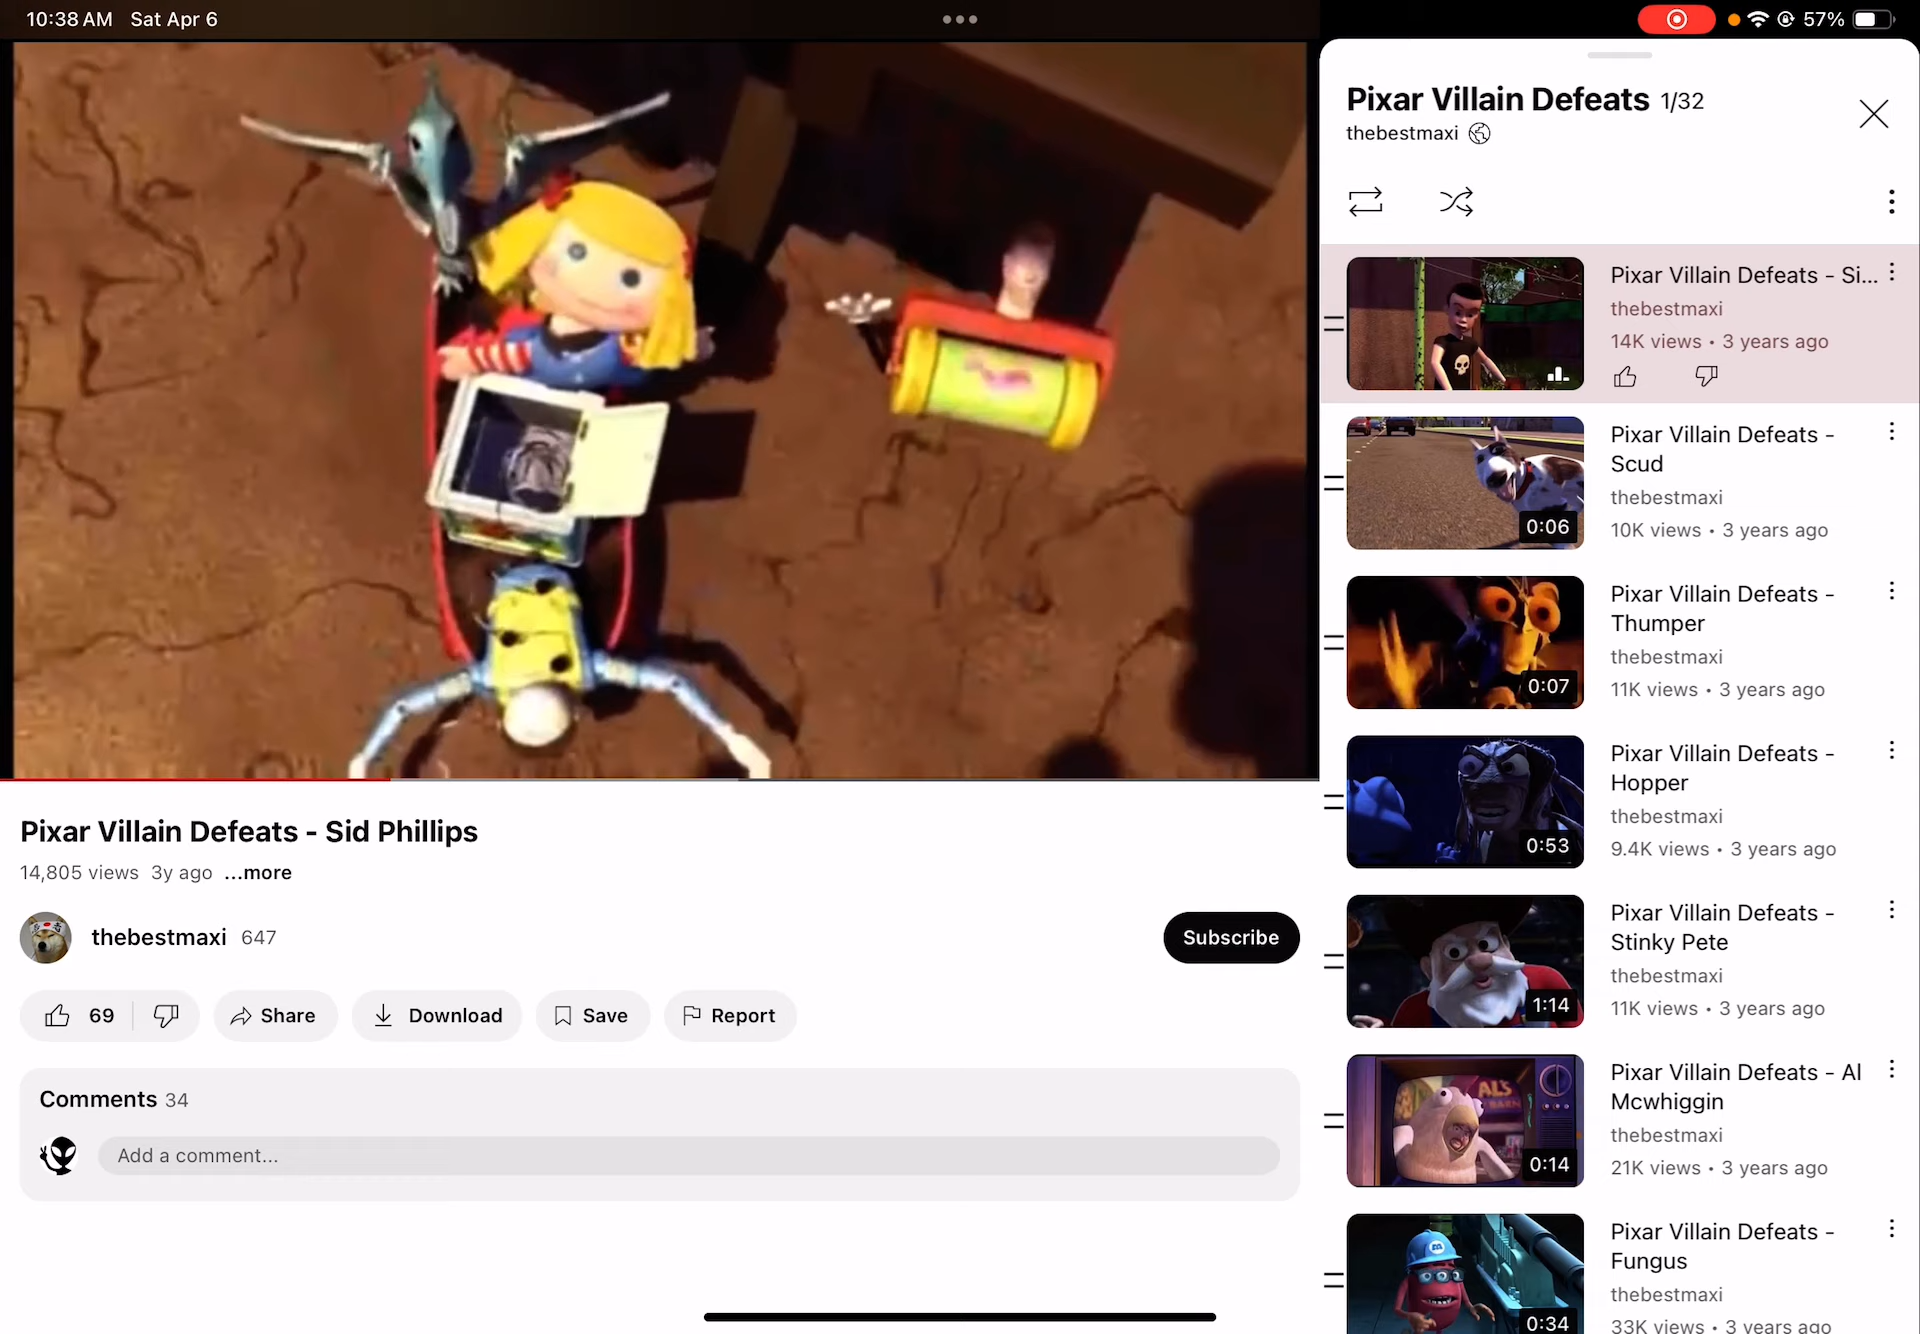 10:38 AM Sat Apr 6
57%
Pixar Villain Defeats 1/32
thebestmaxi
Pixar Villain Defeats - Si...
thebestmaxi
14K views • 3 years ago
Pixar Villain Defeats -
Scud
thebestmaxi
10K views • 3 years ago
0:06
Pixar Villain Defeats -
Thumper
thebestmaxi
11K views • 3 years ago
0:07
Pixar Villain Defeats -
Hopper
thebestmaxi
9.4K views • 3 years ago
0:53
Pixar Villain Defeats -
Stinky Pete
thebestmaxi
11K views • 3 years ago
1:14
Pixar Villain Defeats - Al
Mcwhiggin
thebestmaxi
21K views • 3 years ago
AL'S
0:14
Pixar Villain Defeats -
Fungus
thebestmaxi
33K views • 3 years ago
0:34
Pixar Villain Defeats - Sid Phillips
14,805 views 3y ago ...more
thebestmaxi 647
Subscribe
69
Share
Download
Save
Report
Comments 34
Add a comment...